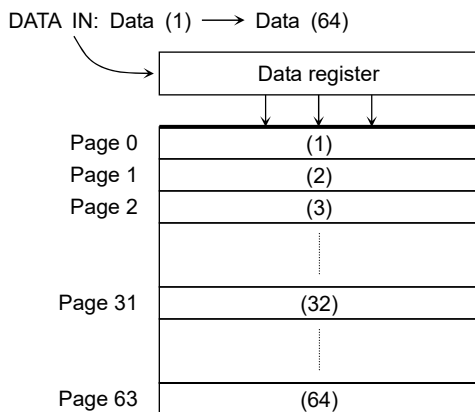 DATA IN: Data (1) ⟶ Data (64)
Data register
Page 0 (1)
Page 1 (2)
Page 2 (3)
Page 31 (32)
Page 63 (64)